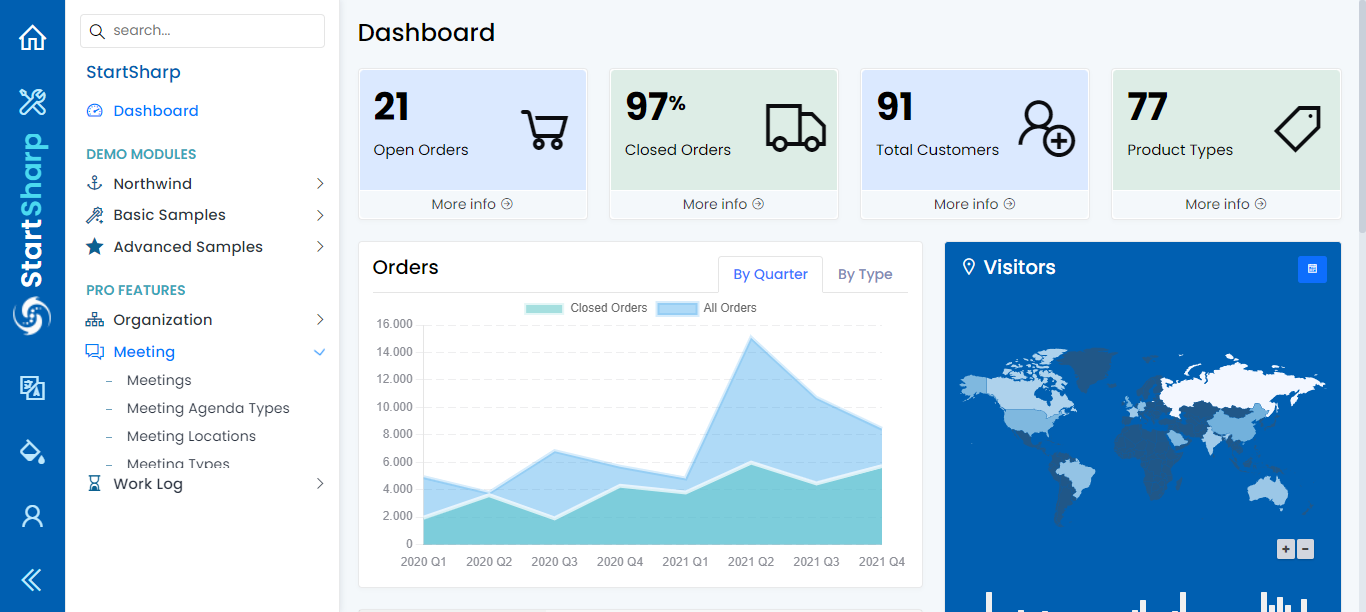 StartSharp
search...
StartSharp
Dashboard
DEMO MODULES
Northwind
Basic Samples
Advanced Samples
PRO FEATURES
Organization
Meeting
Meetings
Meeting Agenda Types
Meeting Locations
Meeting Types
Work Log
Dashboard
21
Open Orders
More info
97%
Closed Orders
More info
91
Total Customers
More info
77
Product Types
More info
Orders
By Quarter By Type
Closed Orders All Orders
16.000
14.000
12.000
10.000
8.000
6.000
4.000
2.000
0
2020 Q1 2020 Q2 2020 Q3 2020 Q4 2021 Q1 2021 Q2 2021 Q3 2021 Q4
Visitors
+ −